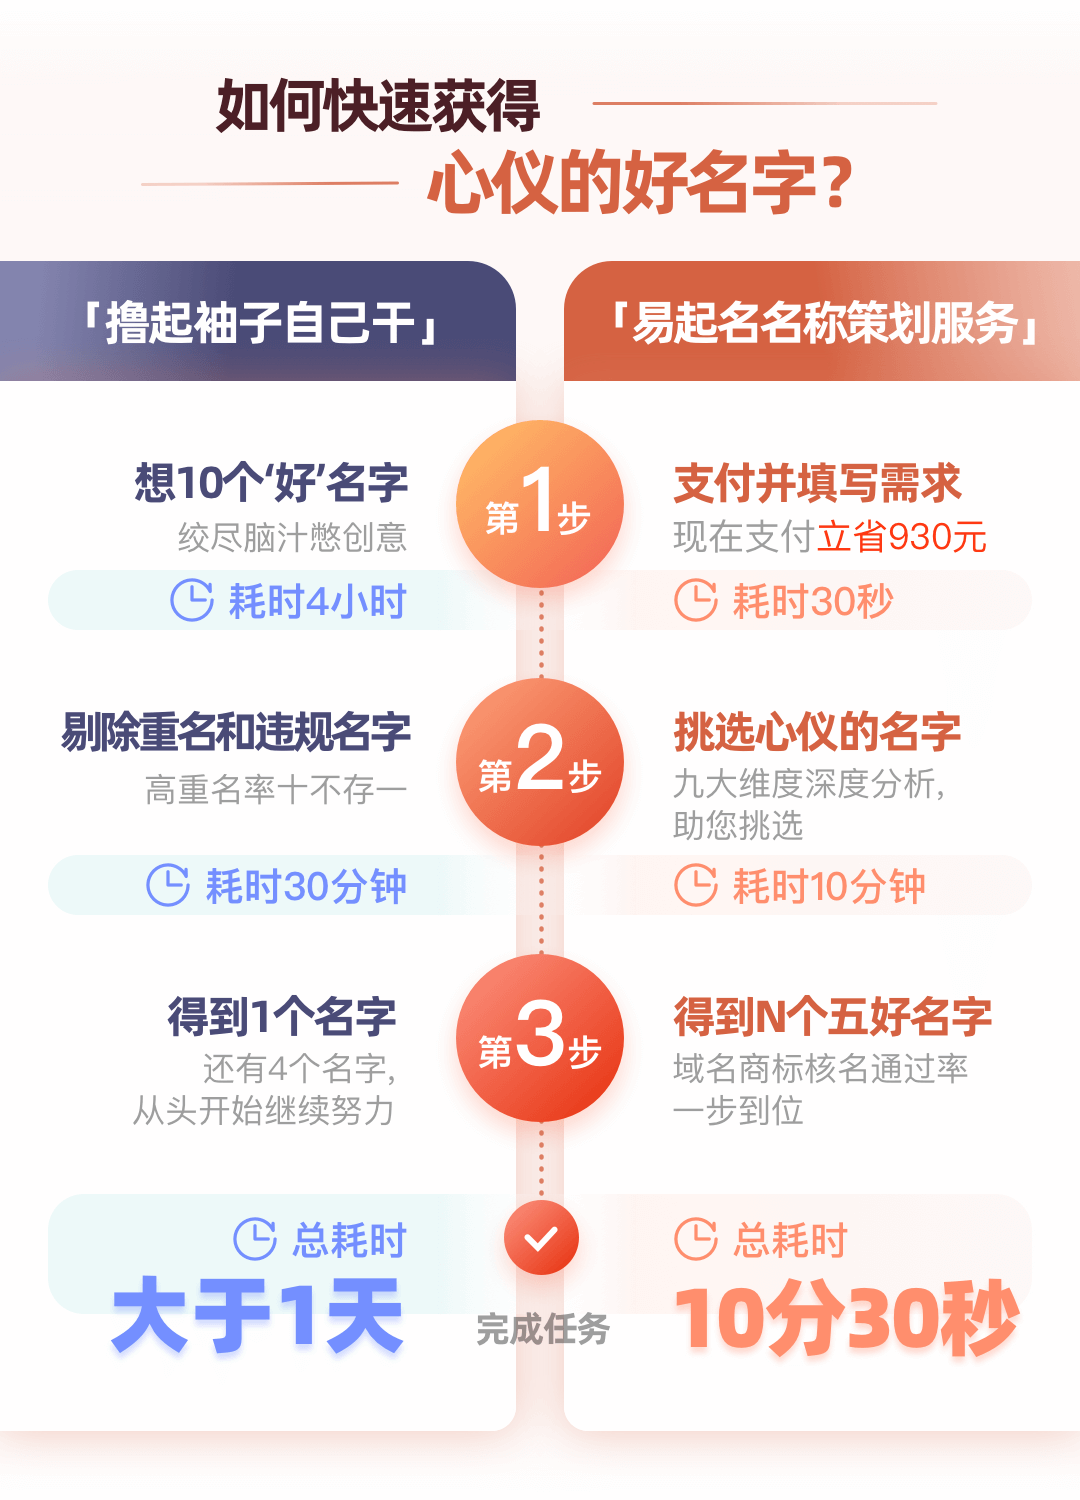 如何快速获得
心仪的好名字?
「撸起袖子自己干」
「易起名名称策划服务」
想10个‘好’名字
绞尽脑汁憋创意
耗时4小时
第1步
支付并填写需求
现在支付立省930元
耗时30秒
剔除重名和违规名字
高重名率十不存一
耗时30分钟
第2步
挑选心仪的名字
九大维度深度分析,
助您挑选
耗时10分钟
得到1个名字
还有4个名字,
从头开始继续努力
第3步
得到N个五好名字
域名商标核名通过率
一步到位
总耗时
大于1天
完成任务
总耗时
10分30秒